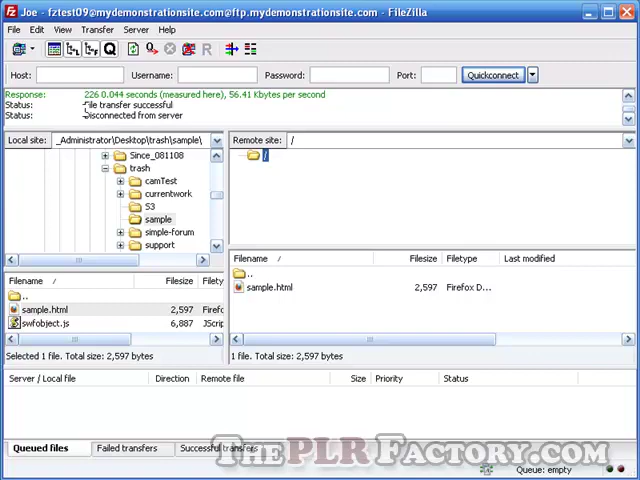 Joe - fztest09@mydemonstrationsite.com@ftp.mydemonstrationsite.com - FileZilla
File Edit View Transfer Server Help
Host: Username: Password: Port: Quickconnect
Response: 226 0.044 seconds (measured here), 56.41 Kbytes per second
Status: File transfer successful
Status: Disconnected from server
Local site: _Administrator\Desktop\trash\sample\ Remote site: /
Since_081108 /
trash
camTest
currentwork
S3
sample
simple-forum
support
Filename / Filesize Filetype Last modified
..
sample.html 2,597 Firefox D...
Filename / Filesize Filety
..
sample.html 2,597 Firefo
swfobject.js 6,887 JScrip
Selected 1 file. Total size: 2,597 bytes 1 file. Total size: 2,597 bytes
Server / Local file Direction Remote file Size Priority Status
Queued files Failed transfers Successful transfers
ThePLRFactory.com
Queue: empty